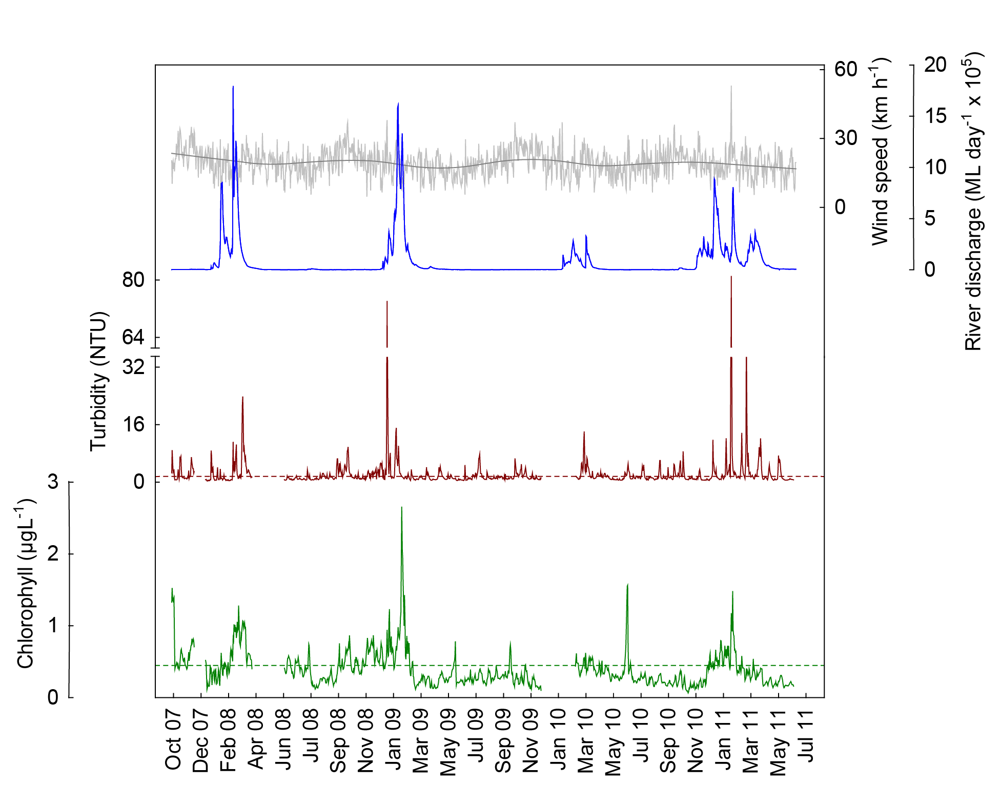 60
30
0
Wind speed (km h-1)
20
15
10
5
0
River discharge (ML day-1 x 10^5)
80
64
32
16
0
Turbidity (NTU)
3
2
1
0
Chlorophyll (µgL-1)
Oct 07
Dec 07
Feb 08
Apr 08
Jun 08
Jul 08
Sep 08
Nov 08
Jan 09
Mar 09
May 09
Jul 09
Sep 09
Nov 09
Jan 10
Mar 10
May 10
Jul 10
Sep 10
Nov 10
Jan 11
Mar 11
May 11
Jul 11